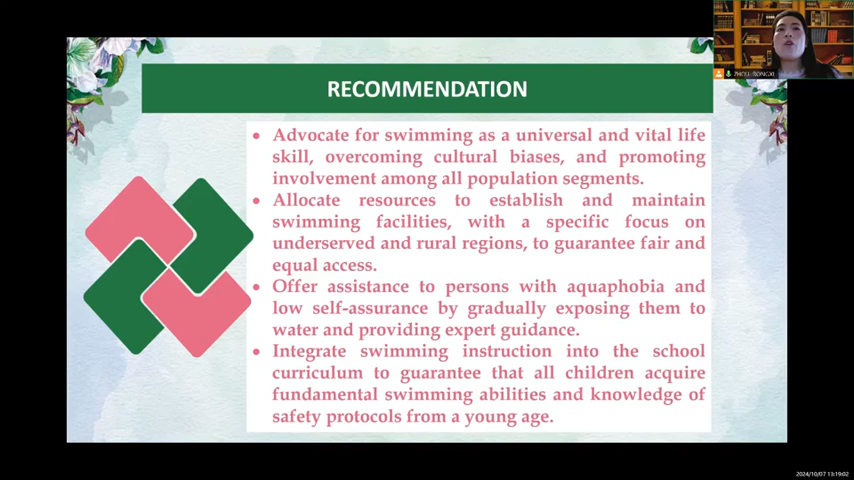 RECOMMENDATION
• Advocate for swimming as a universal and vital life
skill, overcoming cultural biases, and promoting
involvement among all population segments.
• Allocate resources to establish and maintain
swimming facilities, with a specific focus on
underserved and rural regions, to guarantee fair and
equal access.
• Offer assistance to persons with aquaphobia and
low self-assurance by gradually exposing them to
water and providing expert guidance.
• Integrate swimming instruction into the school
curriculum to guarantee that all children acquire
fundamental swimming abilities and knowledge of
safety protocols from a young age.
2024/10/07 13:19:02